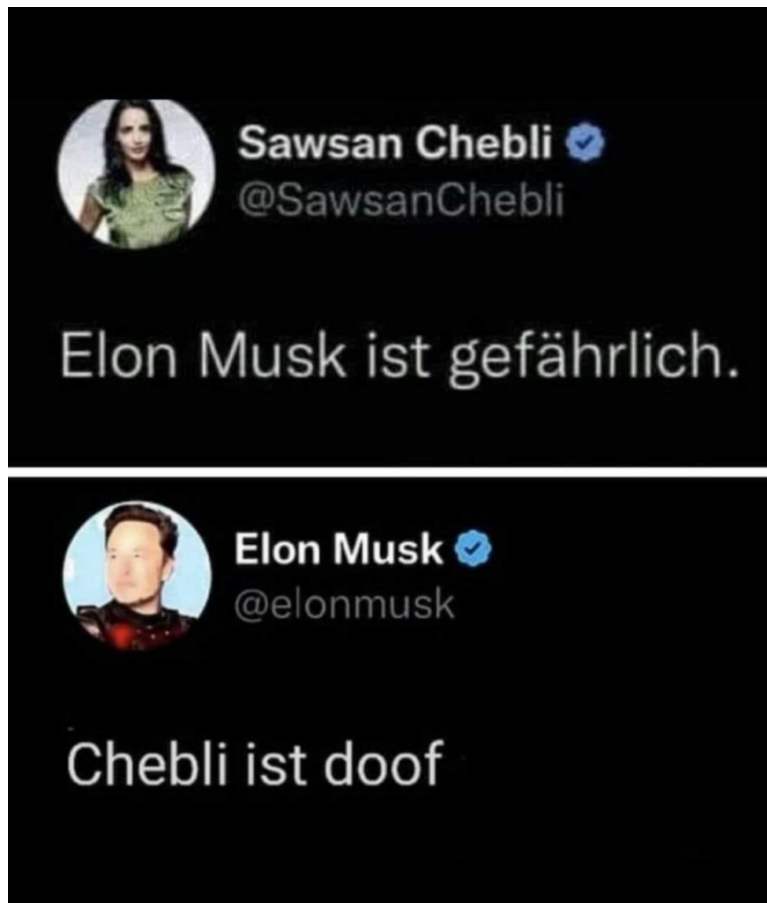 Sawsan Chebli
@SawsanChebli
Elon Musk ist gefährlich.
Elon Musk
@elonmusk
Chebli ist doof